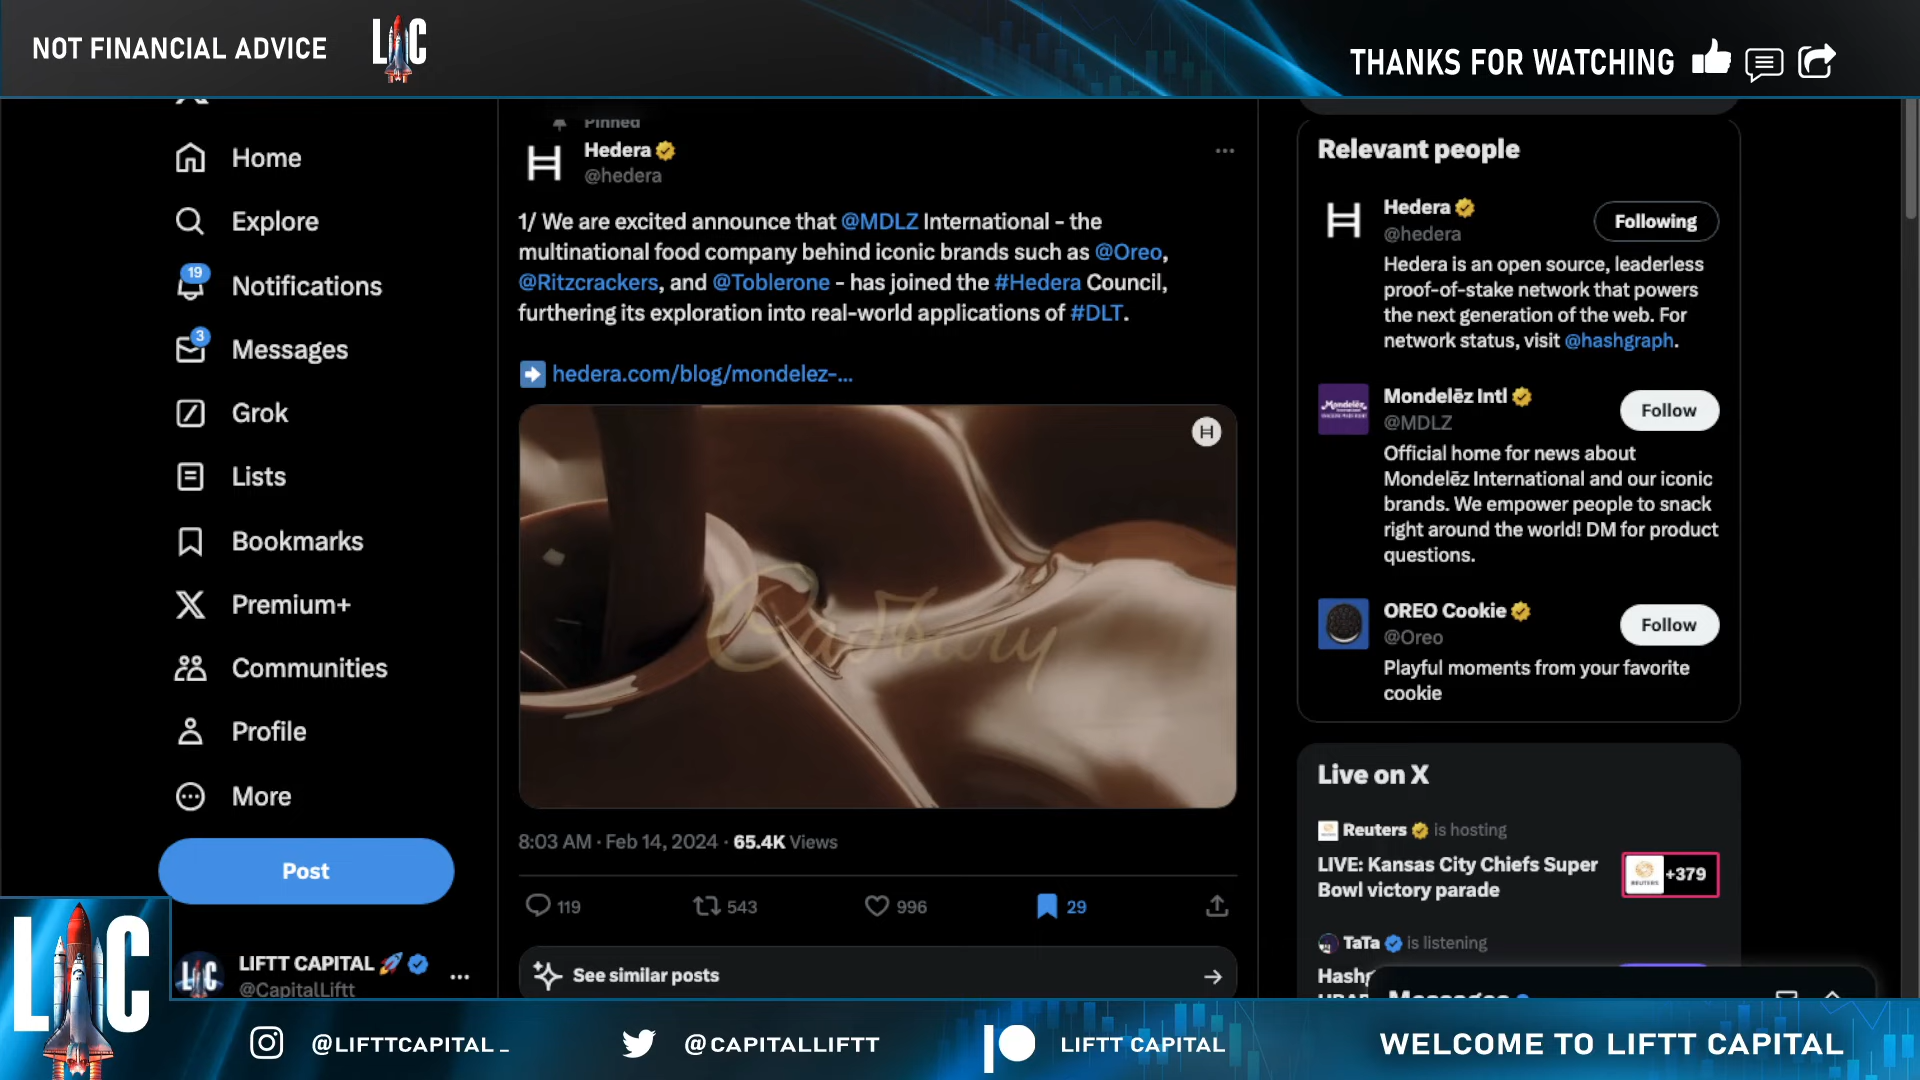 NOT FINANCIAL ADVICE
LC
THANKS FOR WATCHING
Home
Explore
19
Notifications
3
Messages
Grok
Lists
Bookmarks
Premium+
Communities
Profile
More
Post
LIFTT CAPITAL
@CapitalLiftt
Pinned
Hedera
@hedera
1/ We are excited announce that @MDLZ International - the
multinational food company behind iconic brands such as @Oreo,
@Ritzcrackers, and @Toblerone - has joined the #Hedera Council,
furthering its exploration into real-world applications of #DLT.
hedera.com/blog/mondelez-...
Cadbury
8:03 AM · Feb 14, 2024 · 65.4K Views
119
543
996
29
See similar posts
Relevant people
Hedera
@hedera
Following
Hedera is an open source, leaderless
proof-of-stake network that powers
the next generation of the web. For
network status, visit @hashgraph.
Mondelēz Intl
@MDLZ
Follow
Official home for news about
Mondelēz International and our iconic
brands. We empower people to snack
right around the world! DM for product
questions.
OREO Cookie
@Oreo
Follow
Playful moments from your favorite
cookie
Live on X
Reuters is hosting
LIVE: Kansas City Chiefs Super
Bowl victory parade
REUTERS
+379
TaTa is listening
Messages
LC
@LIFTTCAPITAL_
@CAPITALLIFTT
LIFTT CAPITAL
WELCOME TO LIFTT CAPITAL